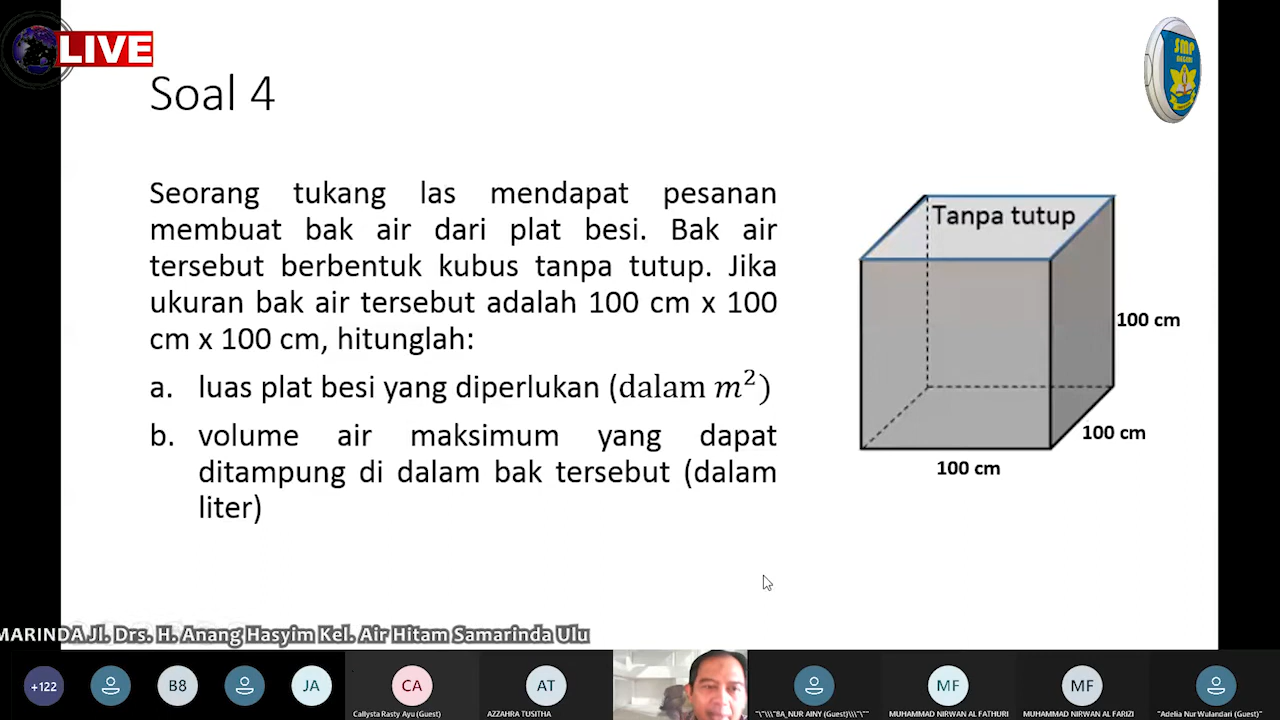 LIVE
SMP
NEGERI
Soal 4
Seorang tukang las mendapat pesanan
membuat bak air dari plat besi. Bak air
tersebut berbentuk kubus tanpa tutup. Jika
ukuran bak air tersebut adalah 100 cm x 100
cm x 100 cm, hitunglah:
a. luas plat besi yang diperlukan (dalam m²)
b. volume air maksimum yang dapat
ditampung di dalam bak tersebut (dalam
liter)
Tanpa tutup
100 cm
100 cm
100 cm
MARINDA Jl. Drs. H. Anang Hasyim Kel. Air Hitam Samarinda Ulu
+122
B8
JA
CA
AT
MF
MF
Callysta Rasty Ayu (Guest)
AZZAHRA TUSITHA
"\"\\\"8A_NUR AINY (Guest)\\\"\""
MUHAMMAD NIRWAN AL FATHURI
MUHAMMAD NIRWAN AL FARIZI
"Adelia Nur Wulandari (Guest)"